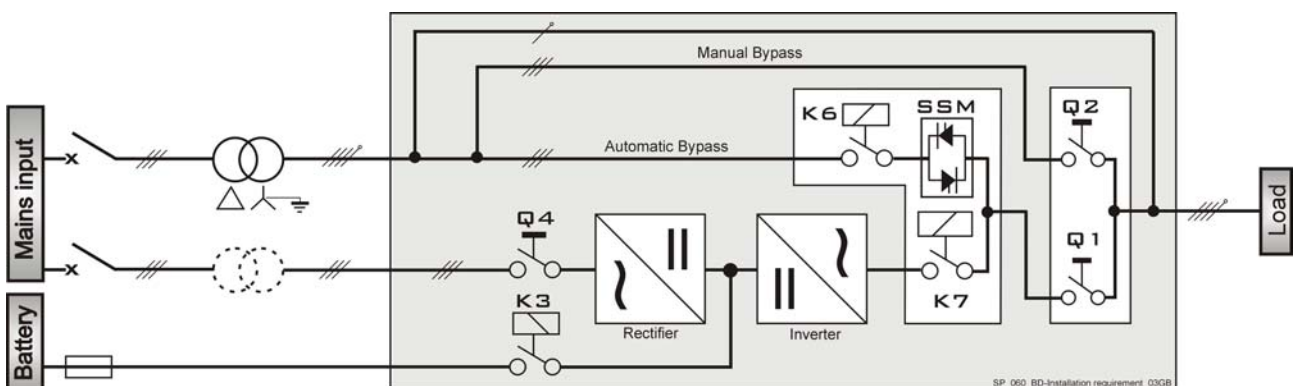 Manual Bypass
K6
SSM
Q2
Mains input
Automatic Bypass
Load
Q4
Q1
K7
K3
Rectifier
Inverter
Battery
SP_060_BD-Installation requirement_03GB